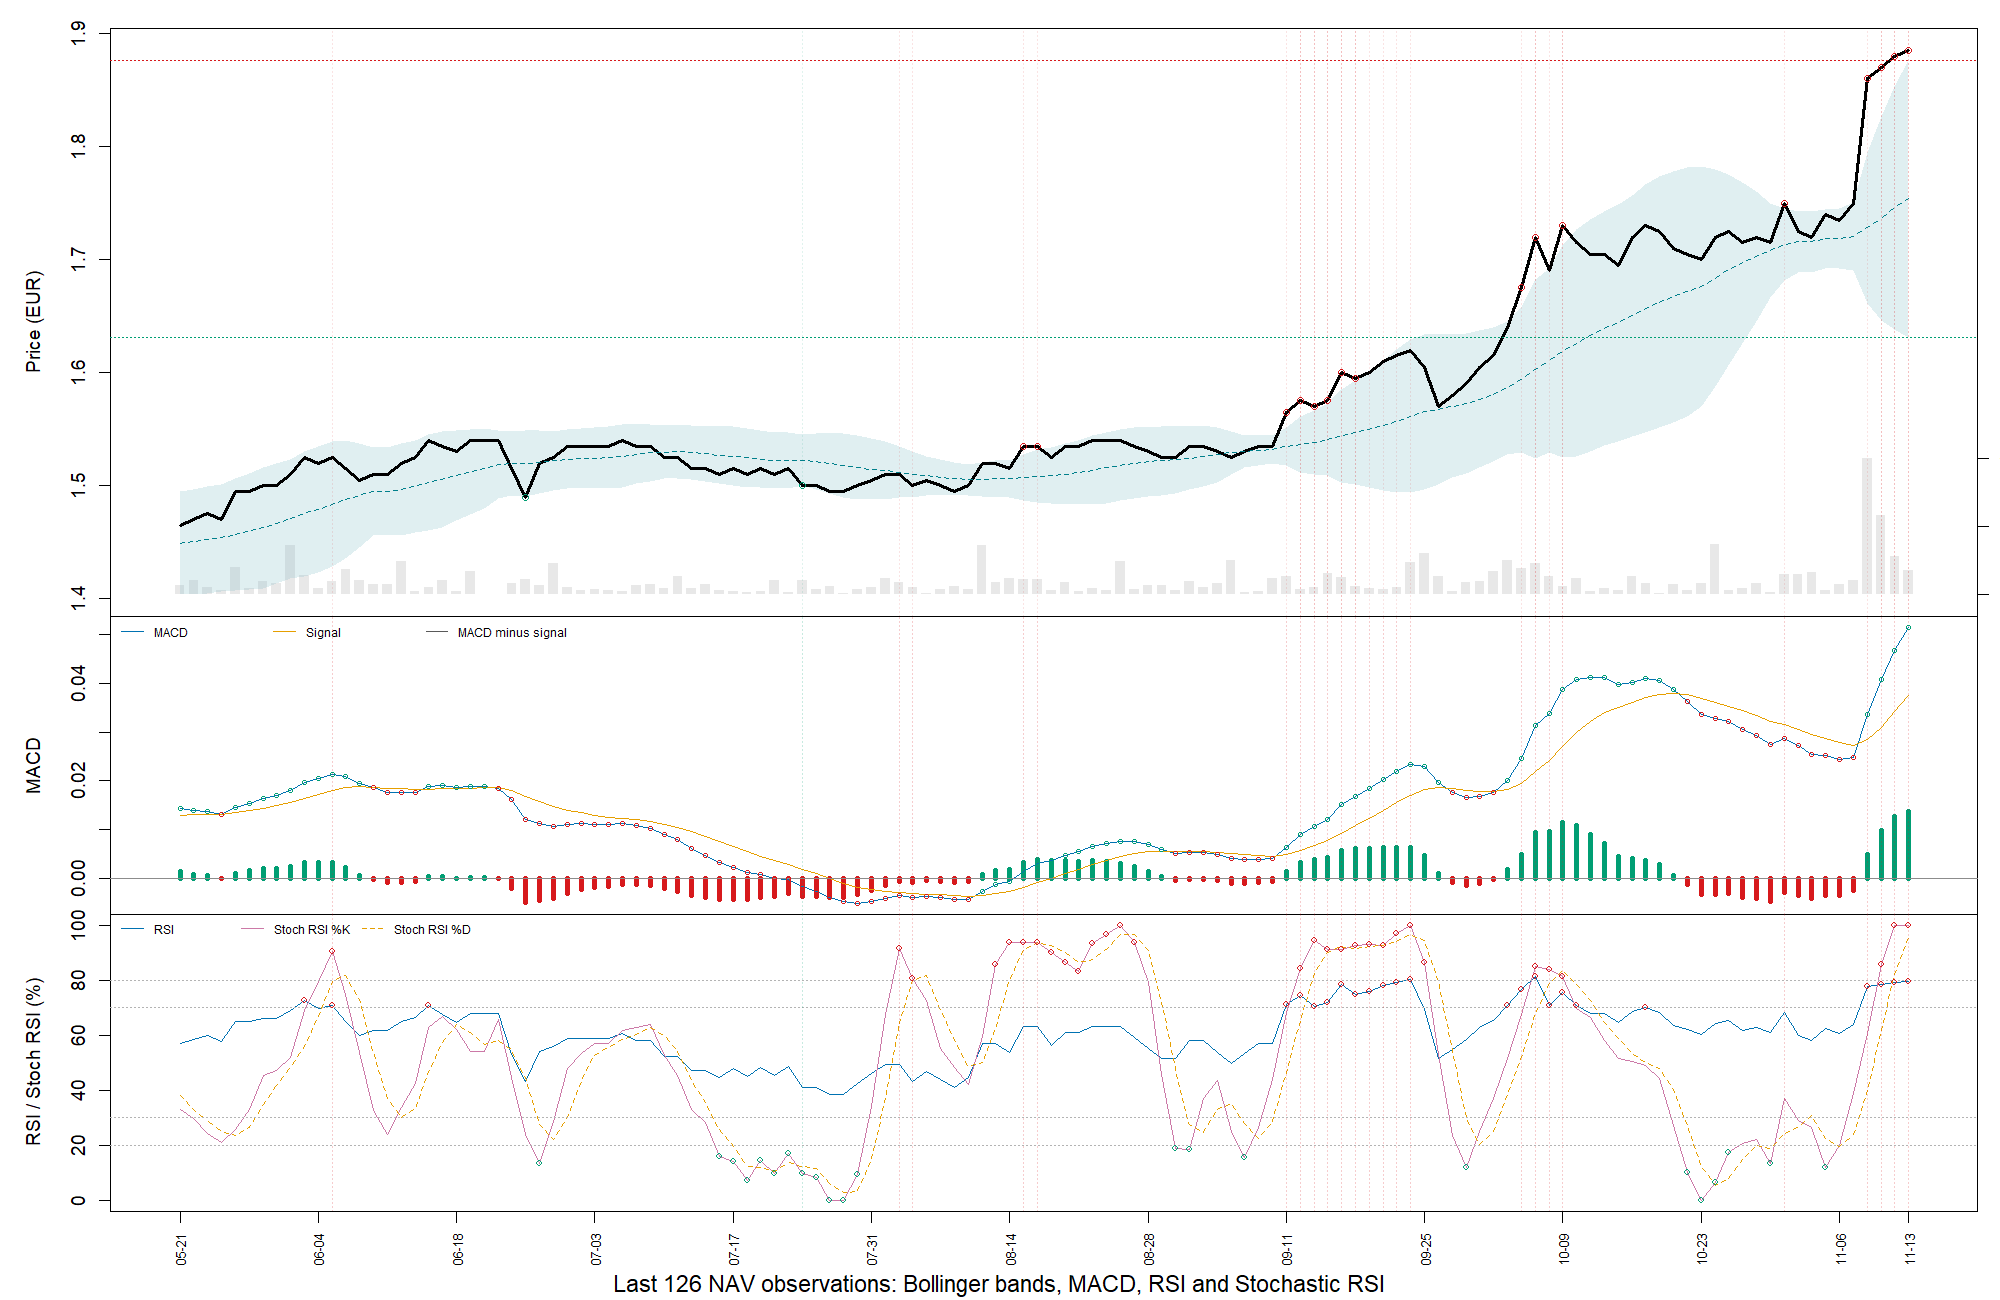 Price (EUR)
1.9
1.8
1.7
1.6
1.5
1.4
MACD Signal MACD minus signal
MACD
0.04
0.02
0.00
RSI Stoch RSI %K Stoch RSI %D
RSI / Stoch RSI (%)
100
80
60
40
20
0
05-21 06-04 06-18 07-03 07-17 07-31 08-14 08-28 09-11 09-25 10-09 10-23 11-06 11-13
Last 126 NAV observations: Bollinger bands, MACD, RSI and Stochastic RSI